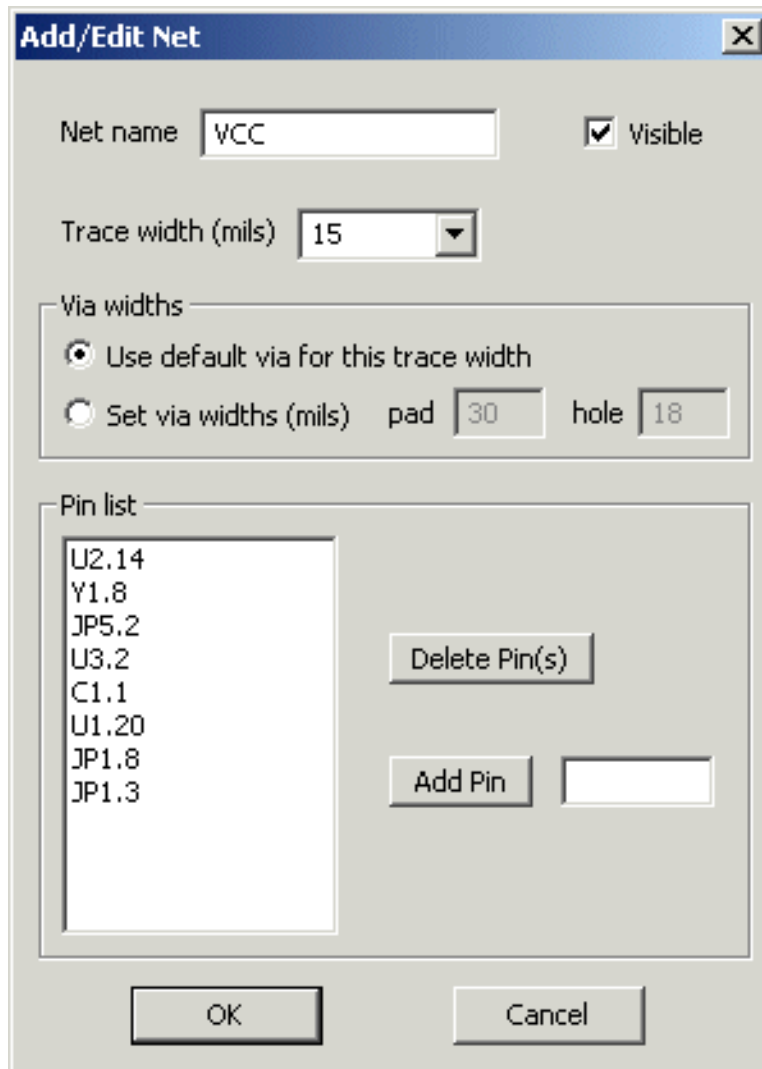 Add/Edit Net
Net name VCC Visible
Trace width (mils) 15
Via widths
Use default via for this trace width
Set via widths (mils) pad 30 hole 18
Pin list
U2.14
Y1.8
JP5.2
U3.2
C1.1
U1.20
JP1.8
JP1.3
Delete Pin(s)
Add Pin
OK Cancel